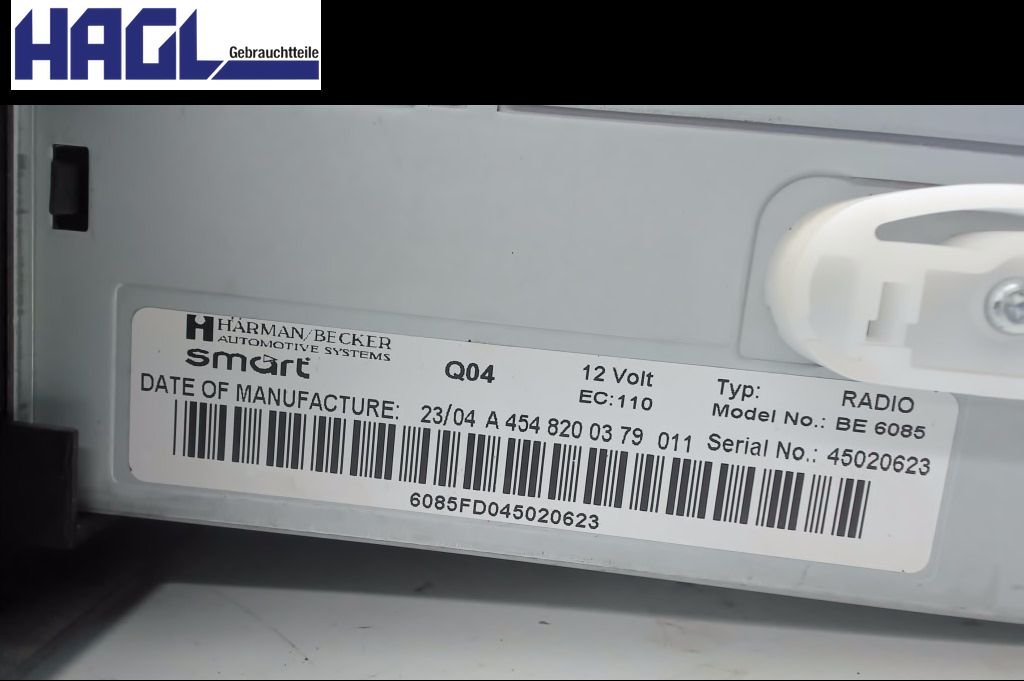 HAGL Gebrauchtteile
HARMAN/BECKER
AUTOMOTIVE SYSTEMS
smart Q04 12 Volt Typ: RADIO
EC:110 Model No.: BE 6085
DATE OF MANUFACTURE: 23/04 A 454 820 03 79 011 Serial No.: 45020623
6085FD045020623